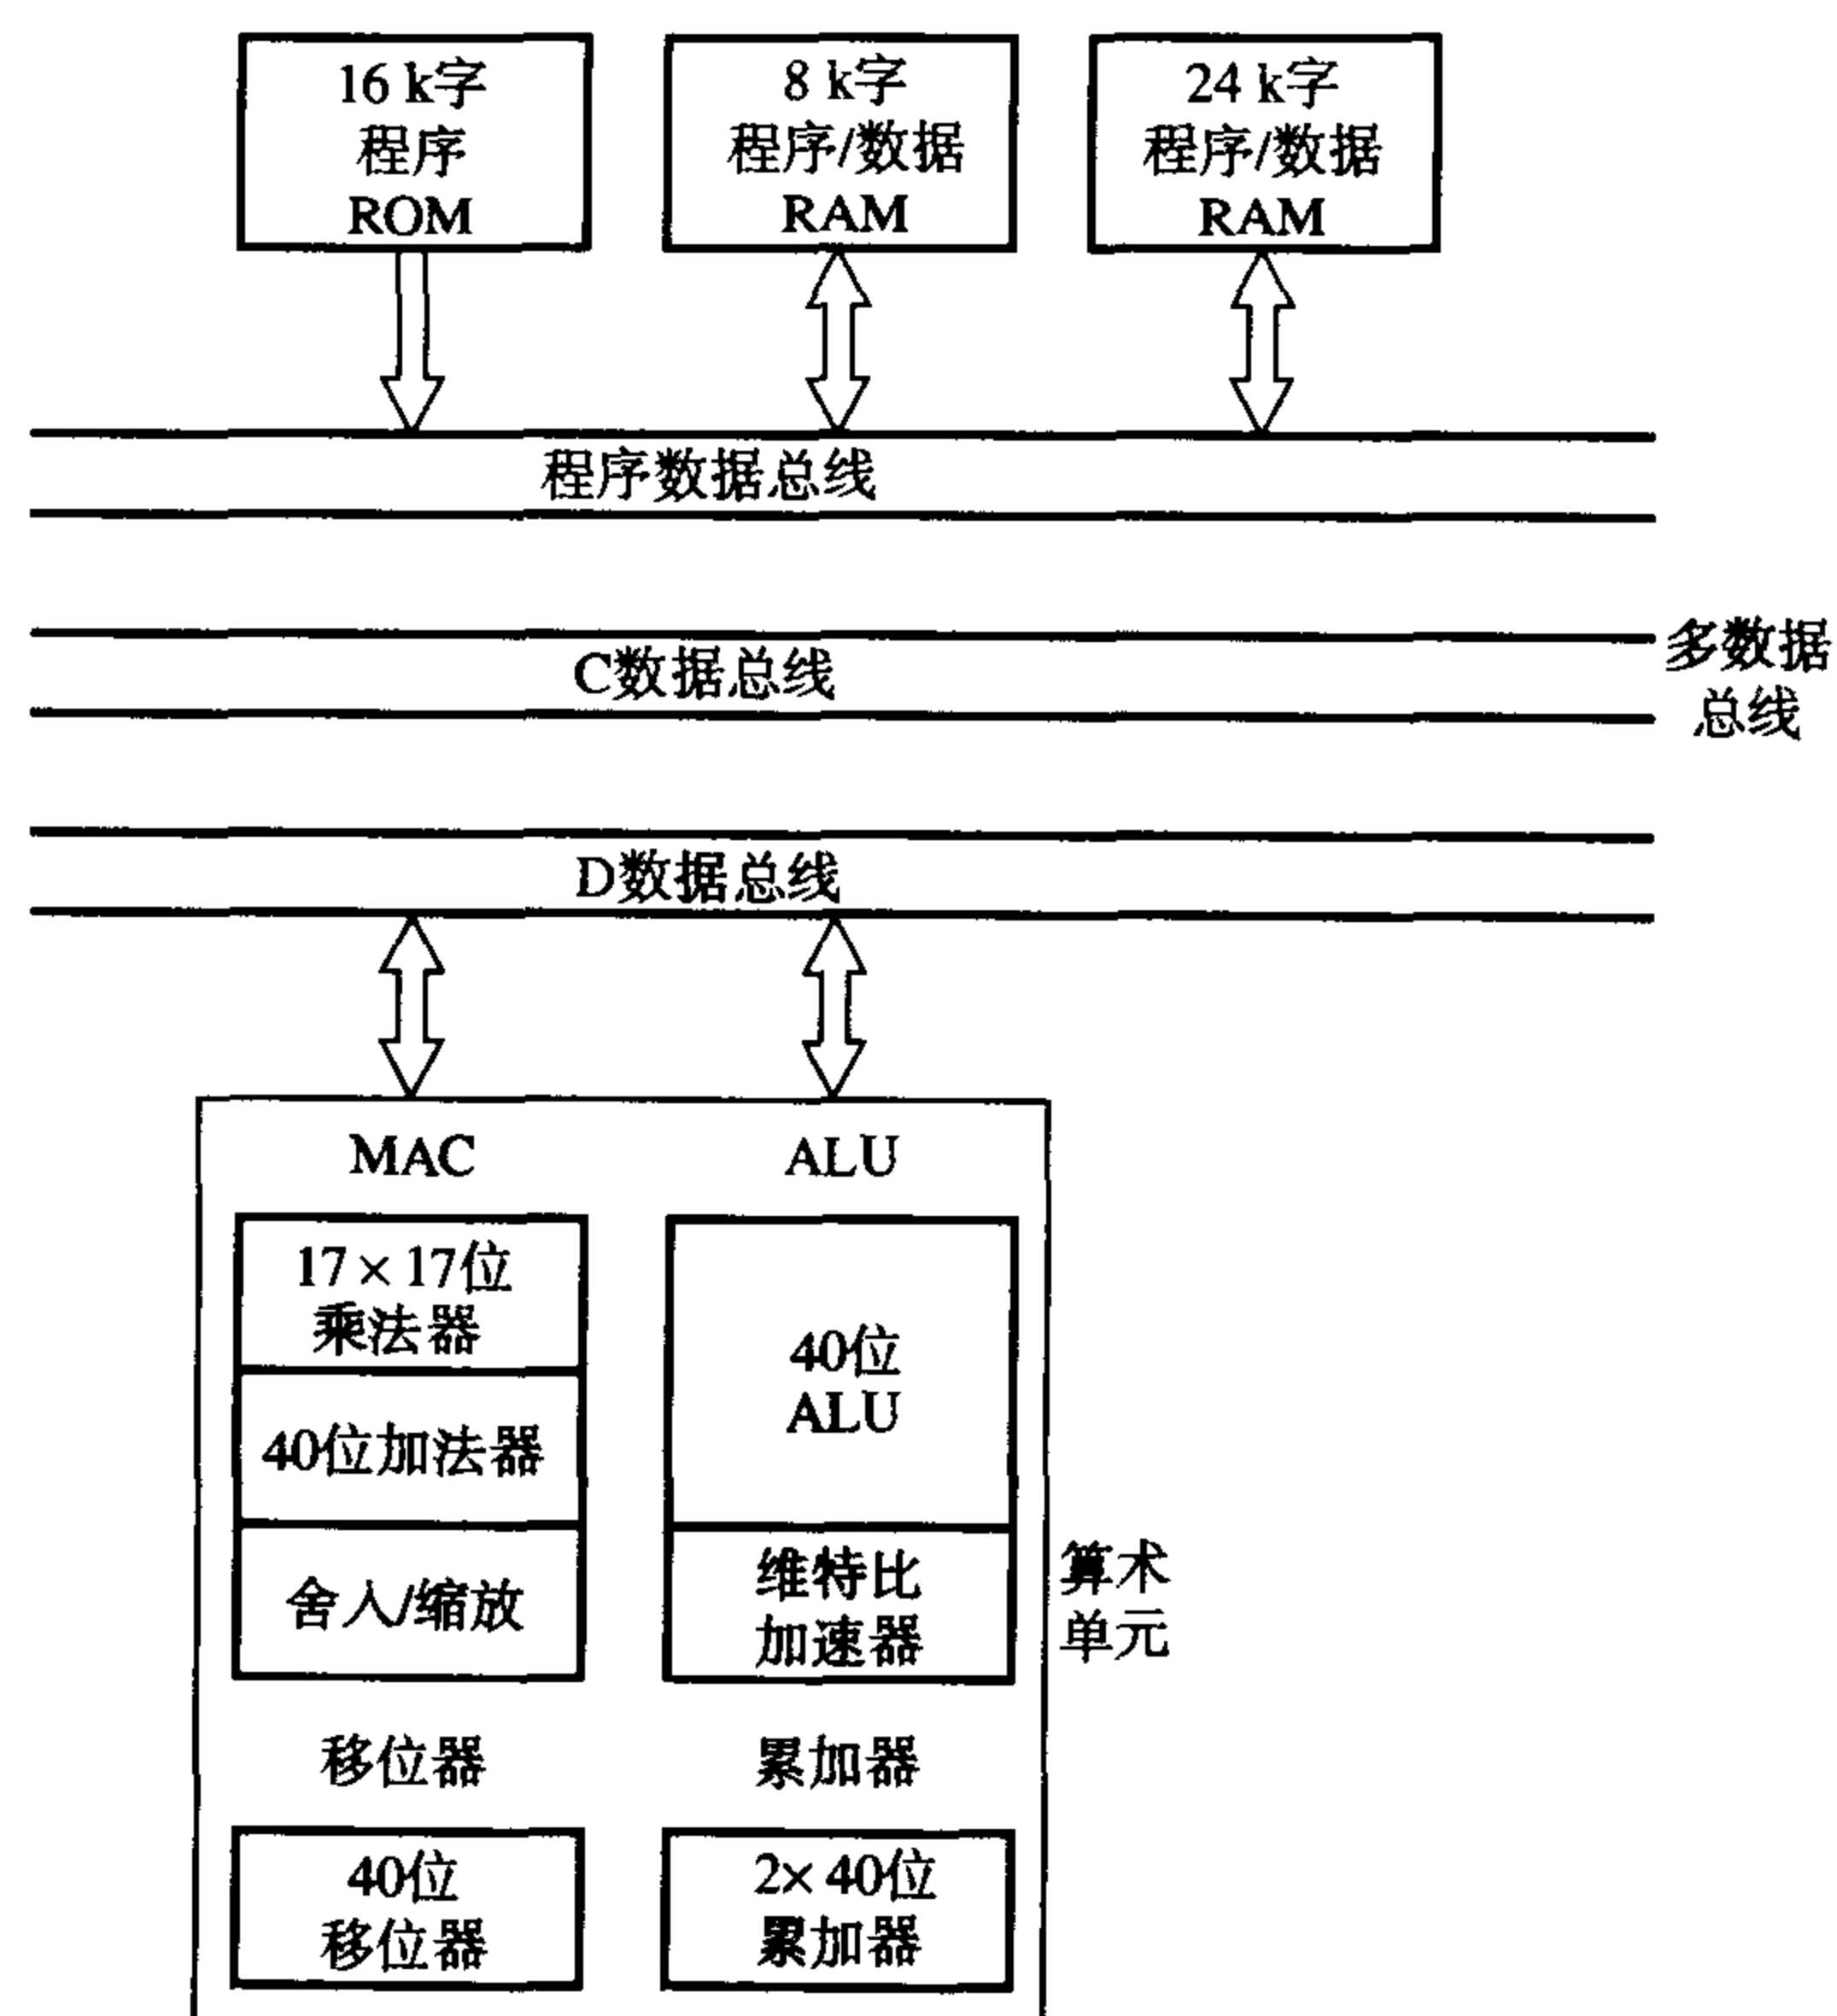 16 k字
程序
ROM
8 k字
程序/数据
RAM
24 k字
程序/数据
RAM
程序数据总线
C数据总线
多数据
总线
D数据总线
MAC
ALU
17×17位
乘法器
40位加法器
舍入/缩放
40位
ALU
维特比
加速器
算术
单元
移位器
累加器
40位
移位器
2×40位
累加器